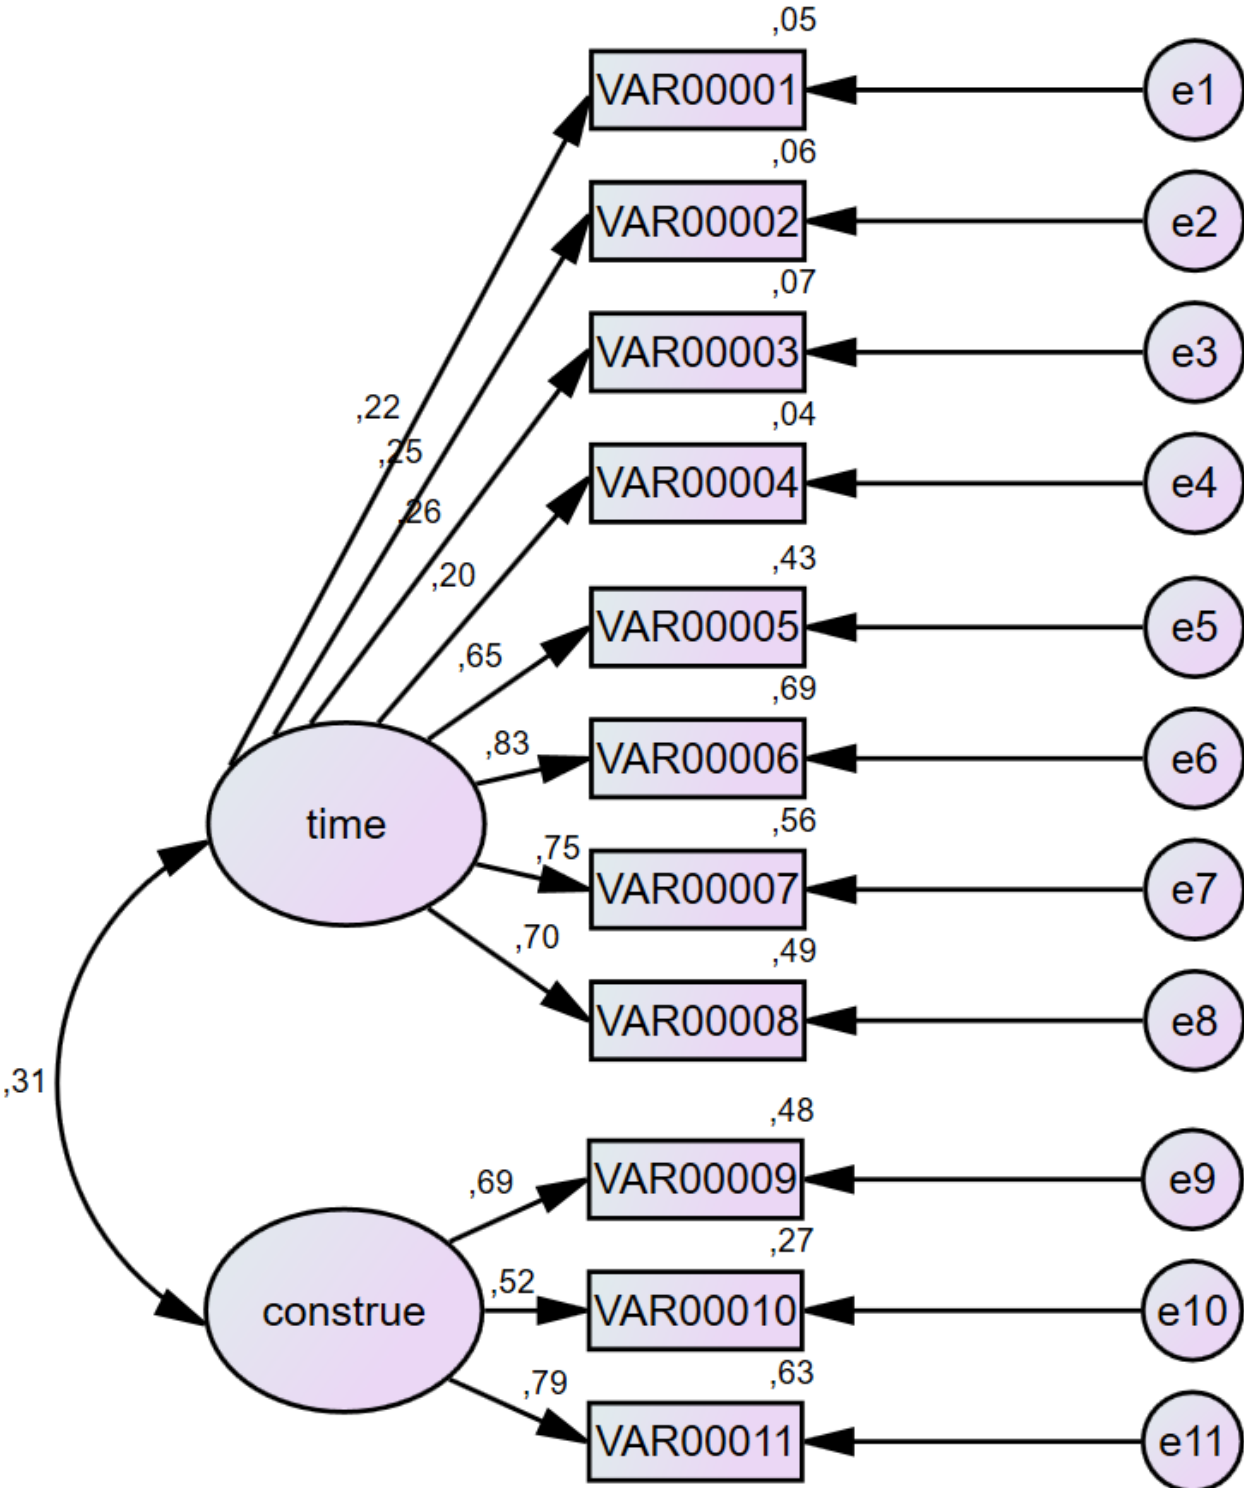 ,05
VAR00001
e1
,06
VAR00002
e2
,07
VAR00003
e3
,22
,04
,25
VAR00004
e4
,26
,43
,20
VAR00005
e5
,65
,69
,83
VAR00006
e6
time
,56
,75
VAR00007
e7
,70
,49
VAR00008
e8
,31
,48
,69
VAR00009
e9
,27
,52
construe
VAR00010
e10
,63
,79
VAR00011
e11